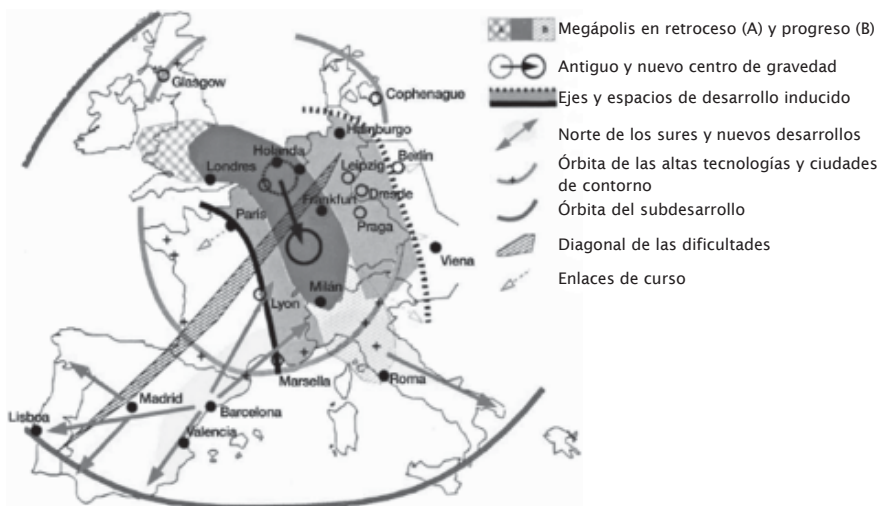 Glasgow
Cophenague
Hamburgo
Holanda
Berlín
Londres
Leipzig
Dresde
Frankfurt
París
Praga
Viena
Milán
Lyon
Marsella
Roma
Madrid
Barcelona
Lisboa
Valencia
Megápolis en retroceso (A) y progreso (B)
Antiguo y nuevo centro de gravedad
Ejes y espacios de desarrollo inducido
Norte de los sures y nuevos desarrollos
Órbita de las altas tecnologías y ciudades
de contorno
Órbita del subdesarrollo
Diagonal de las dificultades
Enlaces de curso